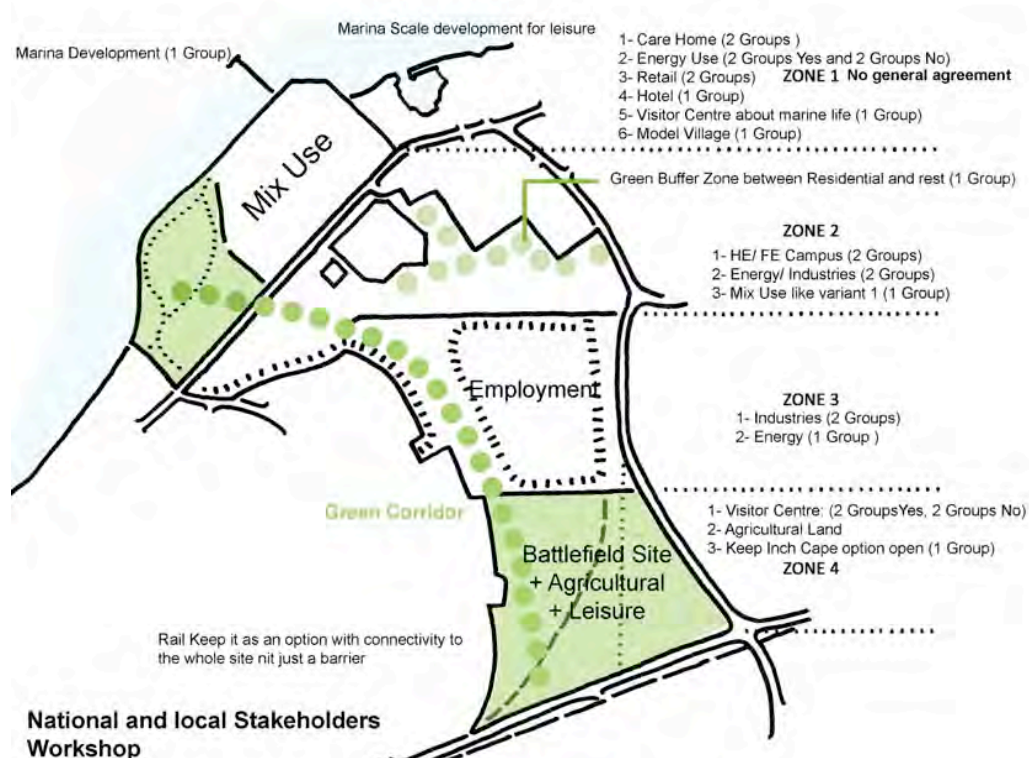 Marina Scale development for leisure
Marina Development (1 Group)
1- Care Home (2 Groups )
2- Energy Use (2 Groups Yes and 2 Groups No)
3- Retail (2 Groups) ZONE 1 No general agreement
4- Hotel (1 Group)
5- Visitor Centre about marine life (1 Group)
6- Model Village (1 Group)
Mix Use
Green Buffer Zone between Residential and rest (1 Group)
ZONE 2
1- HE/ FE Campus (2 Groups)
2- Energy/ Industries (2 Groups)
3- Mix Use like variant 1 (1 Group)
Employment
ZONE 3
1- Industries (2 Groups)
2- Energy (1 Group )
Green Corridor
1- Visitor Centre: (2 GroupsYes, 2 Groups No)
2- Agricultural Land
3- Keep Inch Cape option open (1 Group)
ZONE 4
Battlefield Site
+ Agricultural
+ Leisure
Rail Keep it as an option with connectivity to
the whole site nit just a barrier
National and local Stakeholders
Workshop